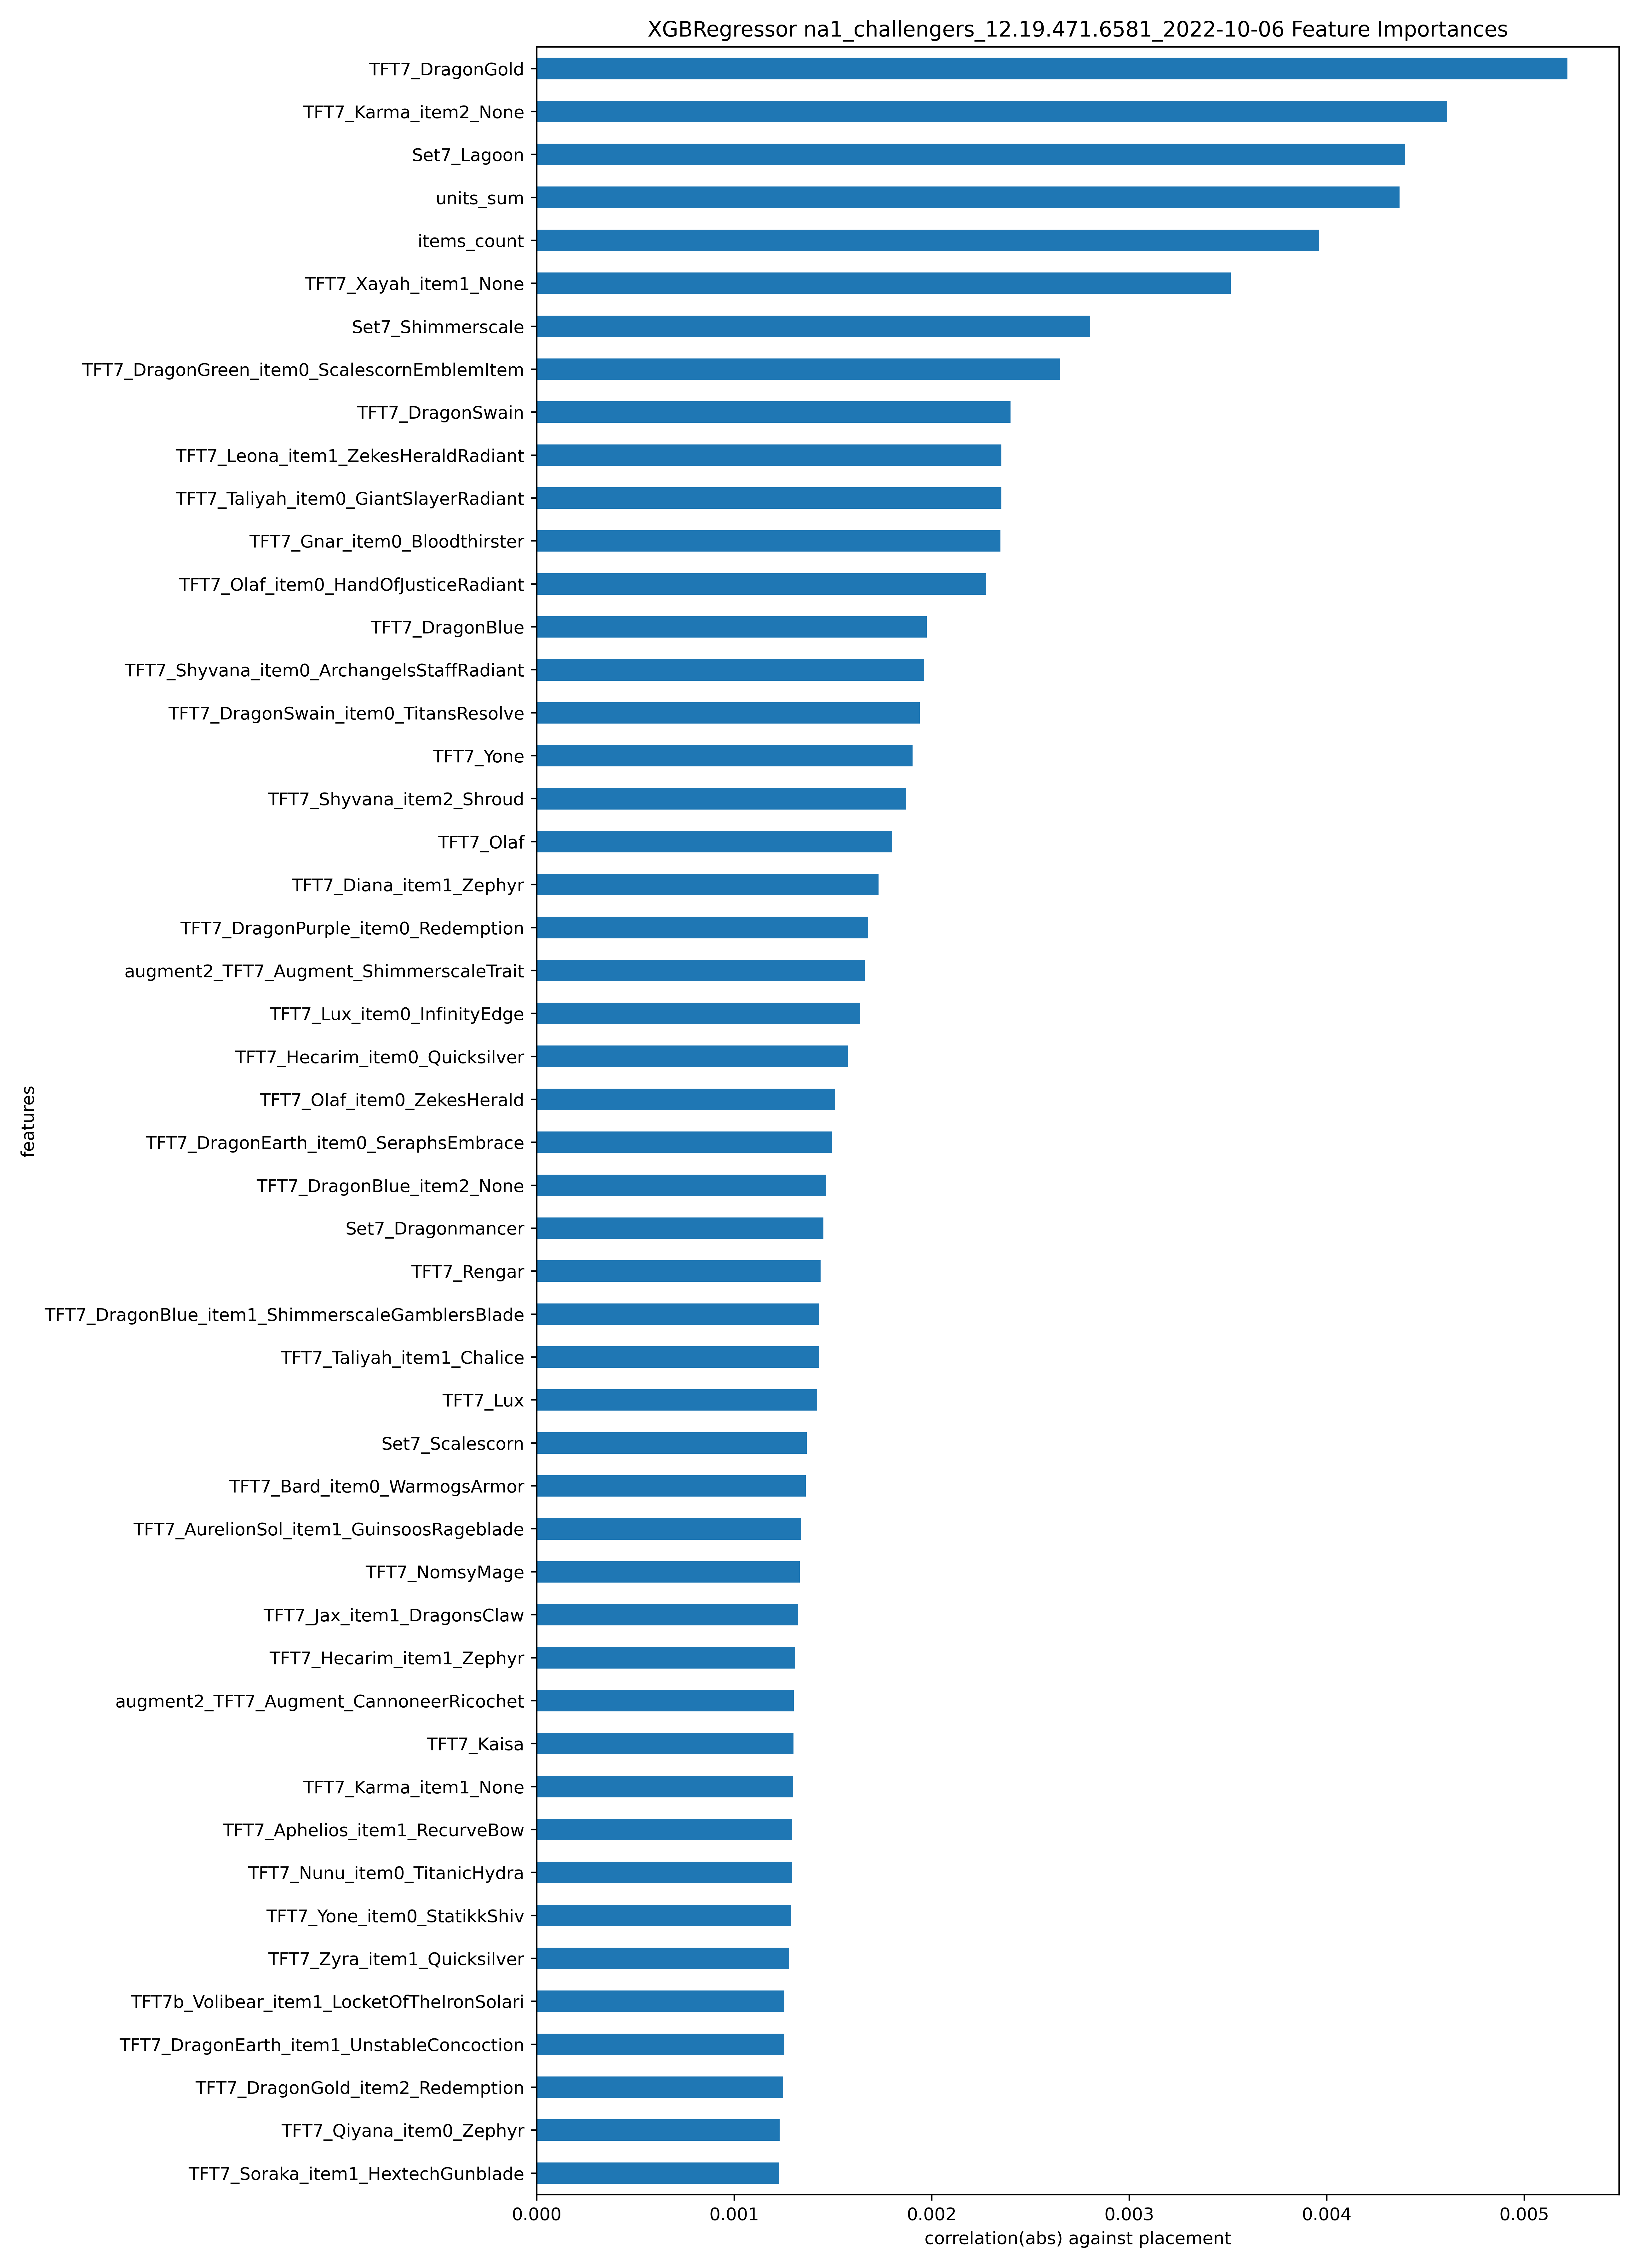 XGBRegressor na1_challengers_12.19.471.6581_2022-10-06 Feature Importances
TFT7_DragonGold
TFT7_Karma_item2_None
Set7_Lagoon
units_sum
items_count
TFT7_Xayah_item1_None
Set7_Shimmerscale
TFT7_DragonGreen_item0_ScalescornEmblemItem
TFT7_DragonSwain
TFT7_Leona_item1_ZekesHeraldRadiant
TFT7_Taliyah_item0_GiantSlayerRadiant
TFT7_Gnar_item0_Bloodthirster
TFT7_Olaf_item0_HandOfJusticeRadiant
TFT7_DragonBlue
TFT7_Shyvana_item0_ArchangelsStaffRadiant
TFT7_DragonSwain_item0_TitansResolve
TFT7_Yone
TFT7_Shyvana_item2_Shroud
TFT7_Olaf
TFT7_Diana_item1_Zephyr
TFT7_DragonPurple_item0_Redemption
augment2_TFT7_Augment_ShimmerscaleTrait
TFT7_Lux_item0_InfinityEdge
TFT7_Hecarim_item0_Quicksilver
TFT7_Olaf_item0_ZekesHerald
TFT7_DragonEarth_item0_SeraphsEmbrace
TFT7_DragonBlue_item2_None
Set7_Dragonmancer
TFT7_Rengar
TFT7_DragonBlue_item1_ShimmerscaleGamblersBlade
TFT7_Taliyah_item1_Chalice
TFT7_Lux
Set7_Scalescorn
TFT7_Bard_item0_WarmogsArmor
TFT7_AurelionSol_item1_GuinsoosRageblade
TFT7_NomsyMage
TFT7_Jax_item1_DragonsClaw
TFT7_Hecarim_item1_Zephyr
augment2_TFT7_Augment_CannoneerRicochet
TFT7_Kaisa
TFT7_Karma_item1_None
TFT7_Aphelios_item1_RecurveBow
TFT7_Nunu_item0_TitanicHydra
TFT7_Yone_item0_StatikkShiv
TFT7_Zyra_item1_Quicksilver
TFT7b_Volibear_item1_LocketOfTheIronSolari
TFT7_DragonEarth_item1_UnstableConcoction
TFT7_DragonGold_item2_Redemption
TFT7_Qiyana_item0_Zephyr
TFT7_Soraka_item1_HextechGunblade
features
0.000 0.001 0.002 0.003 0.004 0.005
correlation(abs) against placement